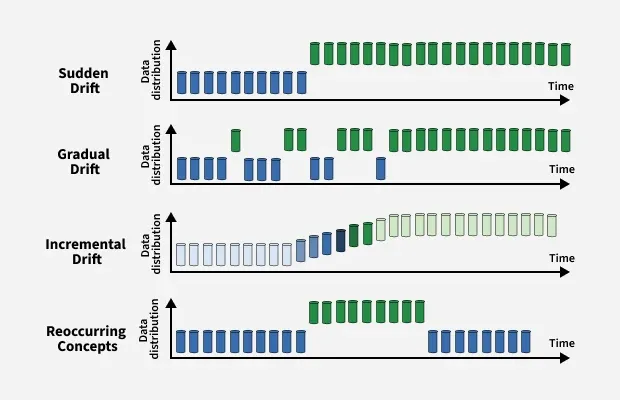 Sudden
Drift
Data
distribution
Time
Gradual
Drift
Data
distribution
Time
Incremental
Drift
Data
distribution
Time
Reoccurring
Concepts
Data
distribution
Time